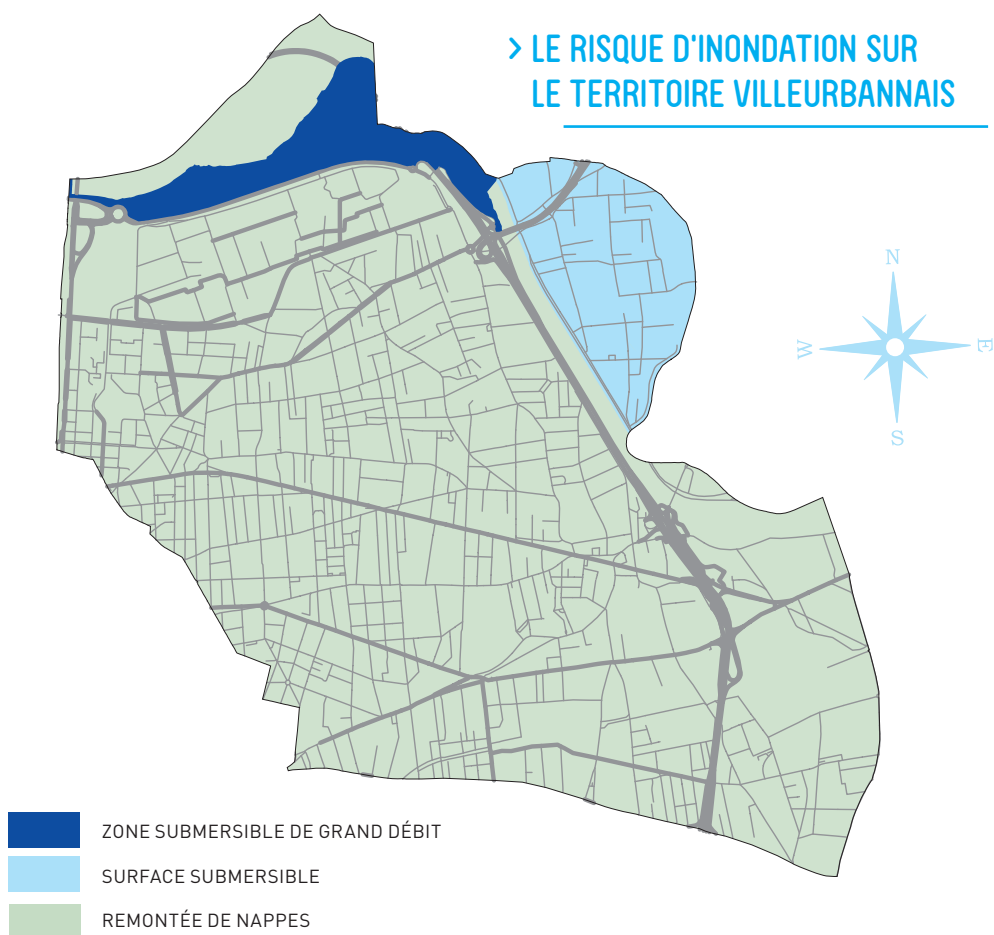 > LE RISQUE D'INONDATION SUR
LE TERRITOIRE VILLEURBANNAIS
N
W
E
S
ZONE SUBMERSIBLE DE GRAND DÉBIT
SURFACE SUBMERSIBLE
REMONTÉE DE NAPPES